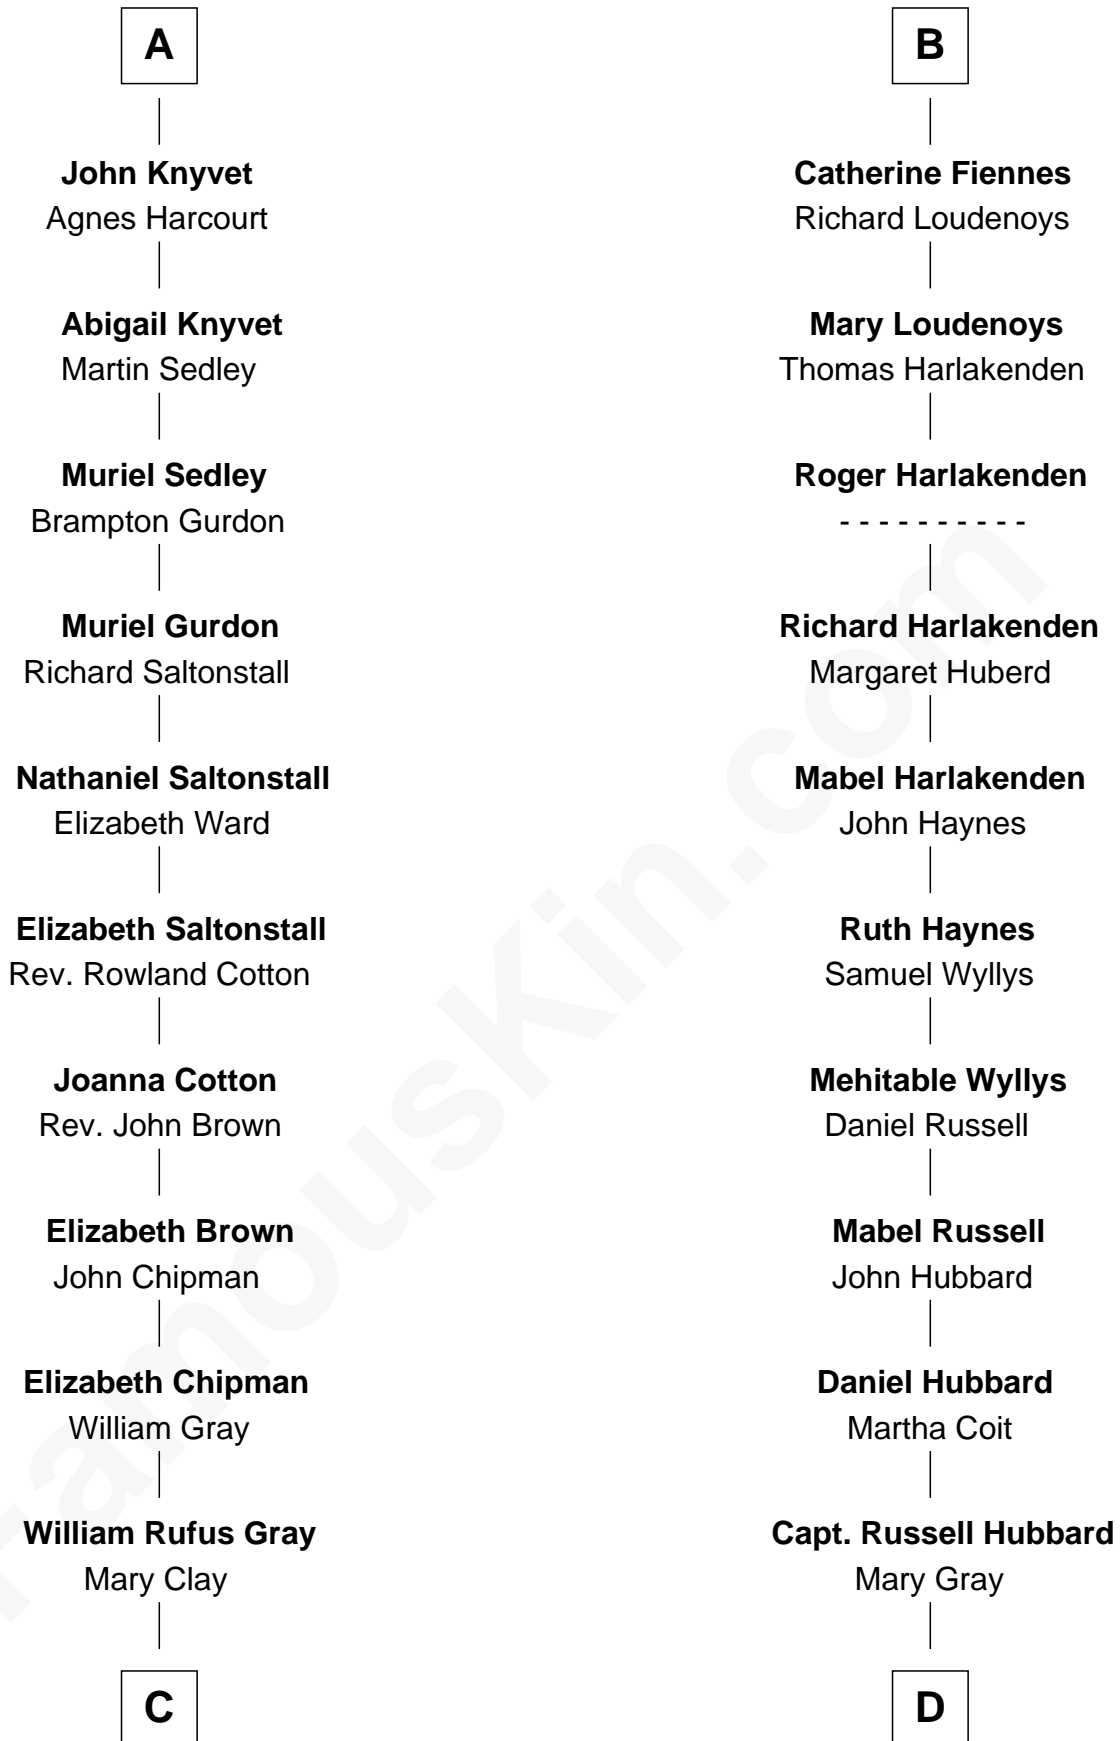 A
John Knyvet
Agnes Harcourt
Abigail Knyvet
Martin Sedley
Muriel Sedley
Brampton Gurdon
Muriel Gurdon
Richard Saltonstall
Nathaniel Saltonstall
Elizabeth Ward
Elizabeth Saltonstall
Rev. Rowland Cotton
Joanna Cotton
Rev. John Brown
Elizabeth Brown
John Chipman
Elizabeth Chipman
William Gray
William Rufus Gray
Mary Clay
C
B
Catherine Fiennes
Richard Loudenoys
Mary Loudenoys
Thomas Harlakenden
Roger Harlakenden
- - - - - - - - - -
Richard Harlakenden
Margaret Huberd
Mabel Harlakenden
John Haynes
Ruth Haynes
Samuel Wyllys
Mehitable Wyllys
Daniel Russell
Mabel Russell
John Hubbard
Daniel Hubbard
Martha Coit
Capt. Russell Hubbard
Mary Gray
D
FamousKin.com